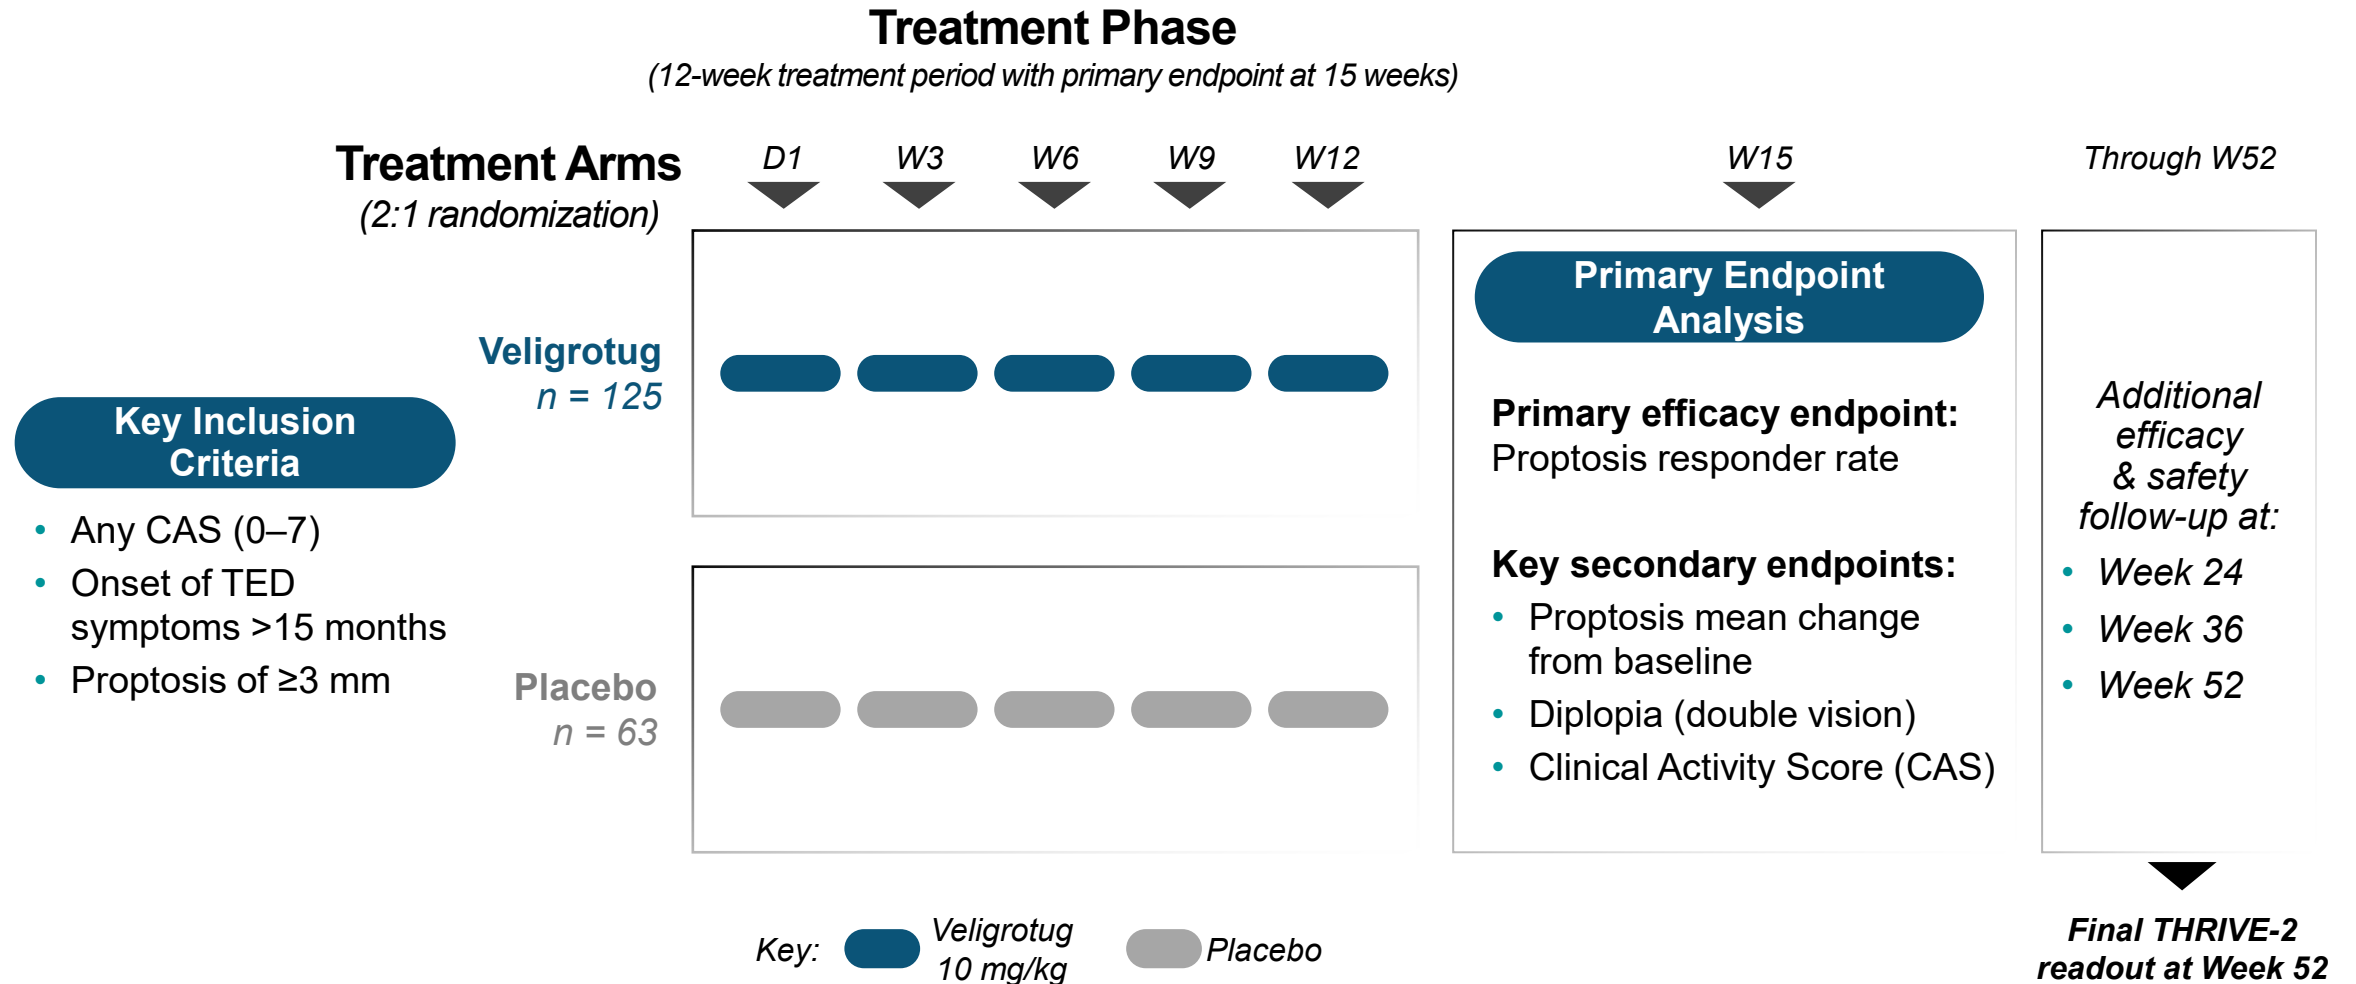 Treatment Phase
(12-week treatment period with primary endpoint at 15 weeks)
Treatment Arms
(2:1 randomization)
D1
W3
W6
W9
W12
W15
Through W52
Key Inclusion
Criteria
• Any CAS (0–7)
• Onset of TED
symptoms >15 months
• Proptosis of ≥3 mm
Veligrotug
n = 125
Placebo
n = 63
Primary Endpoint
Analysis
Primary efficacy endpoint:
Proptosis responder rate
Key secondary endpoints:
• Proptosis mean change
from baseline
• Diplopia (double vision)
• Clinical Activity Score (CAS)
Additional
efficacy
& safety
follow-up at:
• Week 24
• Week 36
• Week 52
Final THRIVE-2
readout at Week 52
Key:
Veligrotug
10 mg/kg
Placebo